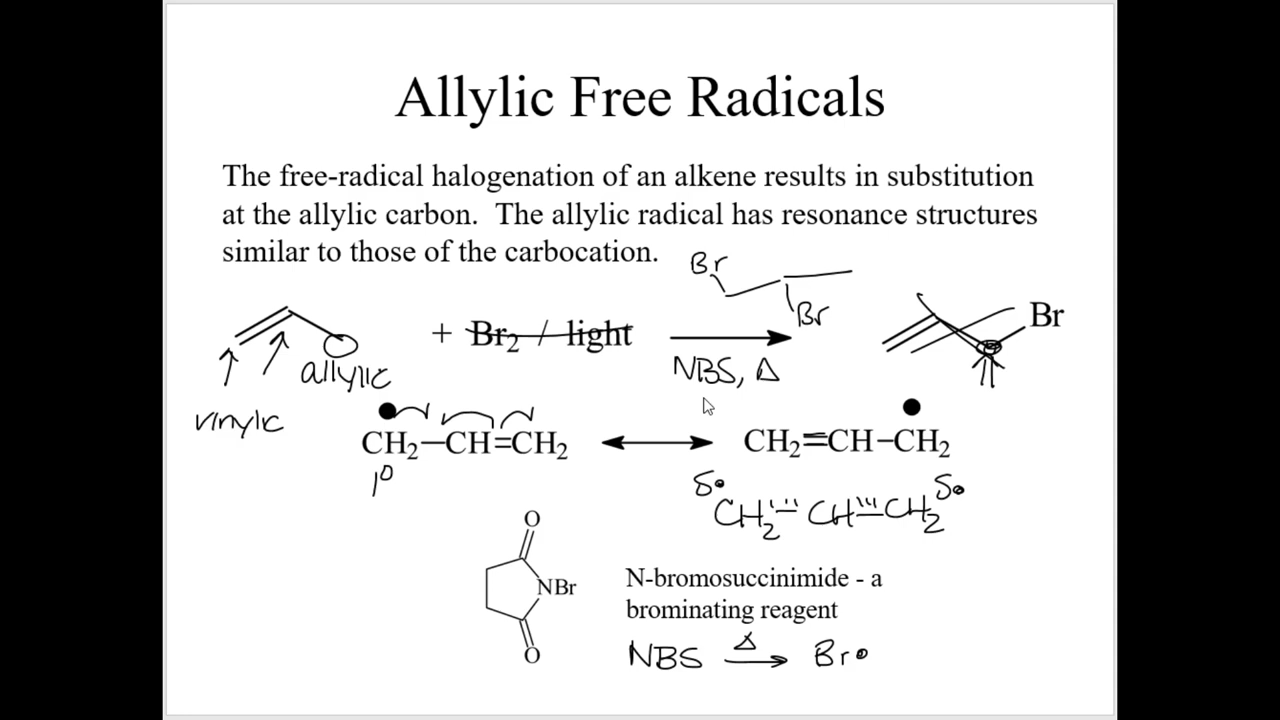 Allylic Free Radicals
The free-radical halogenation of an alkene results in substitution
at the allylic carbon. The allylic radical has resonance structures
similar to those of the carbocation.
Br
Br
+ Br₂ / light
Br
NBS, Δ
allylic
vinylic
CH₂–CH=CH₂
CH₂=CH–CH₂
1°
δ• δ•
CH₂ CH CH₂
O
NBr
O
N-bromosuccinimide - a
brominating reagent
NBS Δ → Br•